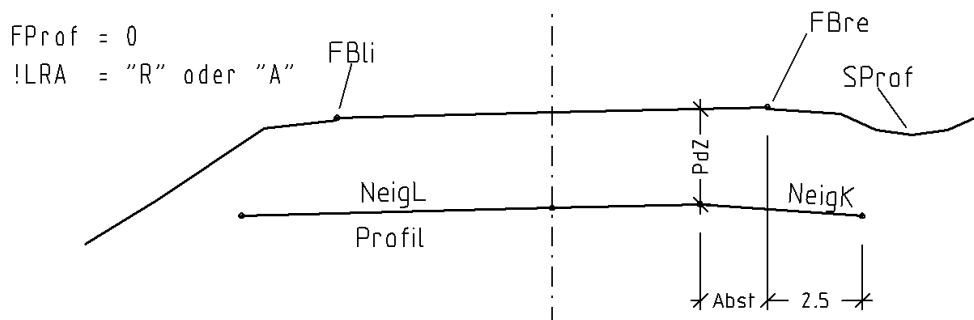 FProf = 0
!LRA = "R" oder "A"
FBli
FBre
SProf
PdZ
NeigL
NeigK
Profil
Abst
2.5